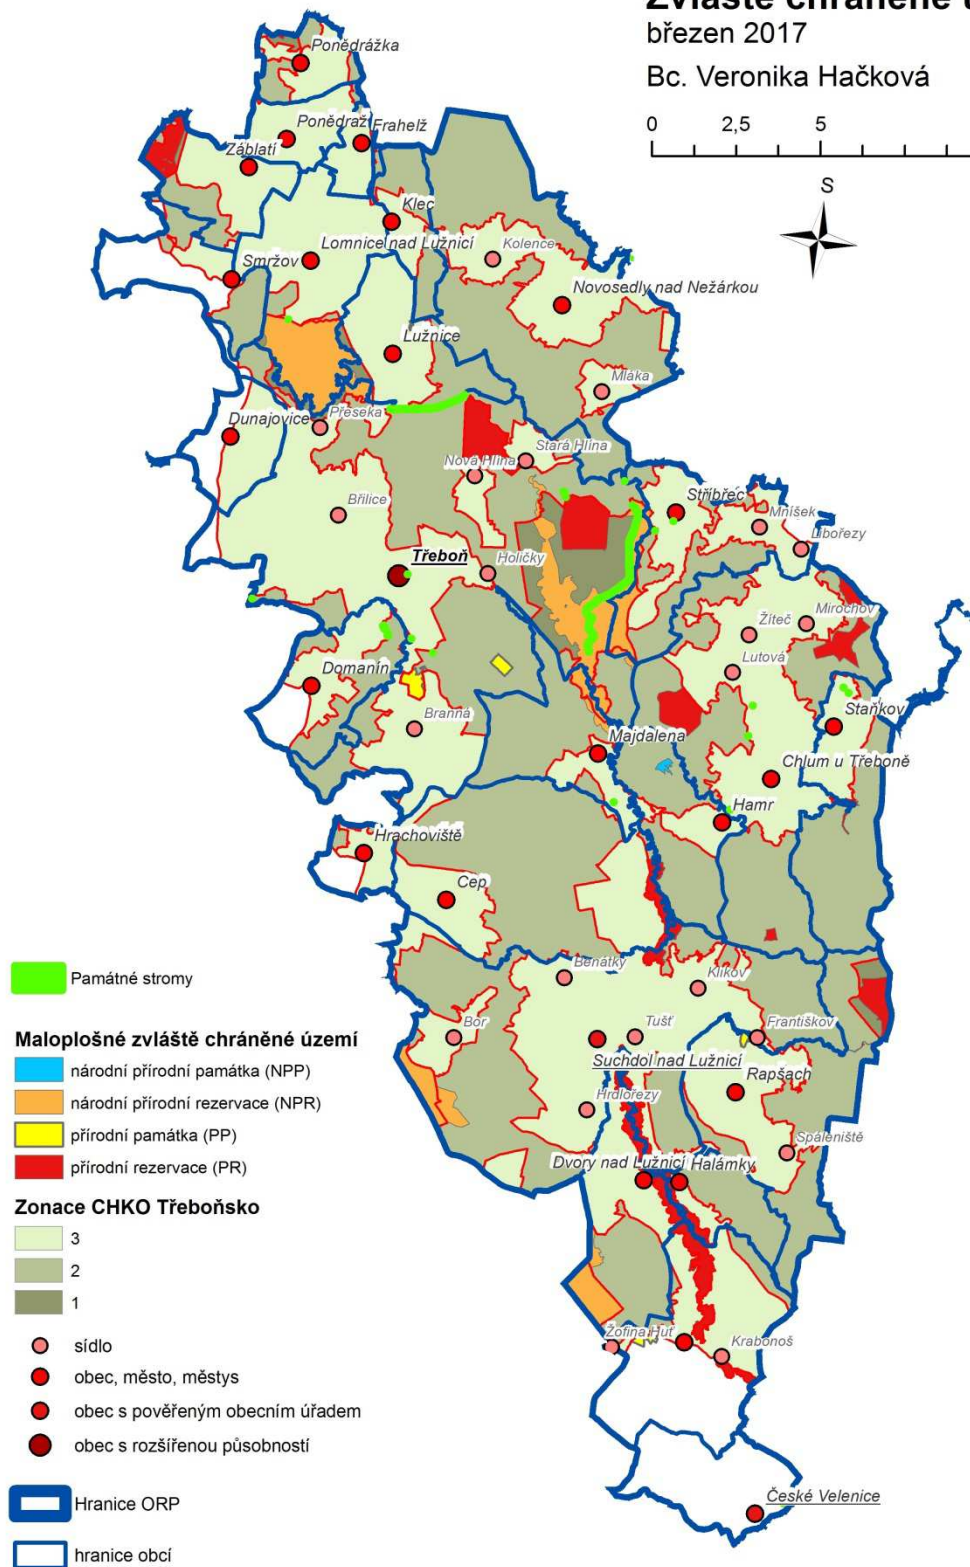 Zvláště chráněné
březen 2017
Bc. Veronika Hačková
0 2,5 5
S
Ponědrážka
Ponědraž
Frahelž
Záblatí
Klec
Lomnice nad Lužnicí
Kolence
Smržov
Novosedly nad Nežárkou
Lužnice
Mláka
Dunajovice
Přeseka
Stará Hlína
Nová Hlína
Břilice
Stříbřec
Mníšek
Libořezy
Třeboň
Holičky
Žíteč
Mirochov
Lutová
Domanín
Branná
Staňkov
Majdalena
Chlum u Třeboně
Hamr
Hrachoviště
Cep
Benátky
Klikov
Bor
Tušť
Františkov
Suchdol nad Lužnicí
Rapšach
Hrdlořezy
Spáleniště
Dvory nad Lužnicí
Halámky
Žofina Huť
Krabonoš
České Velenice
Památné stromy
Maloplošné zvláště chráněné území
národní přírodní památka (NPP)
národní přírodní rezervace (NPR)
přírodní památka (PP)
přírodní rezervace (PR)
Zonace CHKO Třeboňsko
3
2
1
sídlo
obec, město, městys
obec s pověřeným obecním úřadem
obec s rozšířenou působností
Hranice ORP
hranice obcí